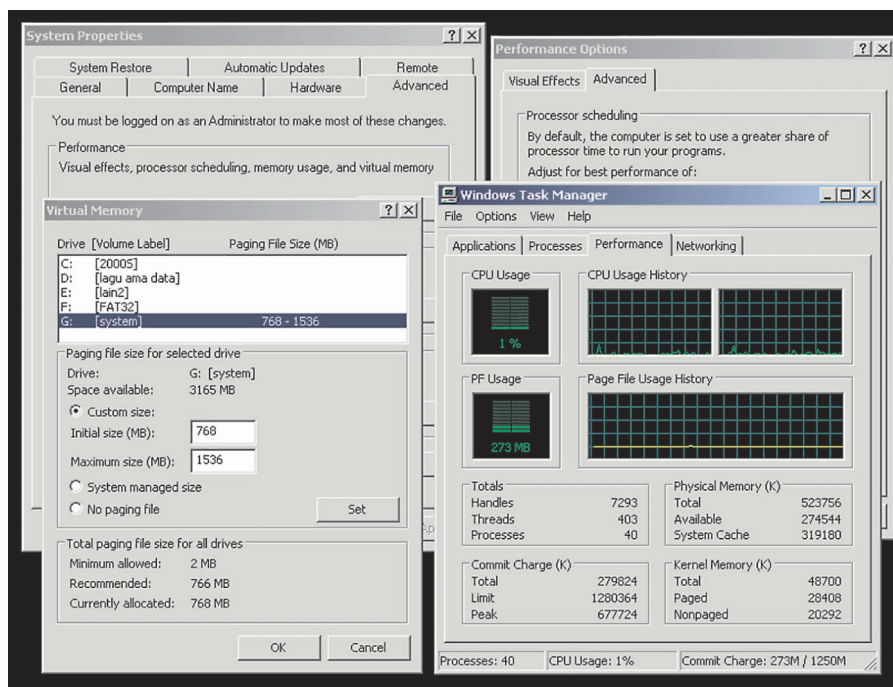 System Properties
System Restore Automatic Updates Remote
General Computer Name Hardware Advanced
You must be logged on as an Administrator to make most of these changes.
Performance
Visual effects, processor scheduling, memory usage, and virtual memory
Performance Options
Visual Effects Advanced
Processor scheduling
By default, the computer is set to use a greater share of
processor time to run your programs.
Adjust for best performance of:
Virtual Memory
Drive [Volume Label] Paging File Size (MB)
C: [2000S]
D: [lagu ama data]
E: [lain2]
F: [FAT32]
G: [system] 768 - 1536
Paging file size for selected drive
Drive: G: [system]
Space available: 3165 MB
Custom size:
Initial size (MB): 768
Maximum size (MB): 1536
System managed size
No paging file
Set
Total paging file size for all drives
Minimum allowed: 2 MB
Recommended: 766 MB
Currently allocated: 768 MB
OK Cancel
Windows Task Manager
File Options View Help
Applications Processes Performance Networking
CPU Usage CPU Usage History
1 %
PF Usage Page File Usage History
273 MB
Totals
Handles 7293
Threads 403
Processes 40
Physical Memory (K)
Total 523756
Available 274544
System Cache 319180
Commit Charge (K)
Total 279824
Limit 1280364
Peak 677724
Kernel Memory (K)
Total 48700
Paged 28408
Nonpaged 20292
Processes: 40 CPU Usage: 1% Commit Charge: 273M / 1250M